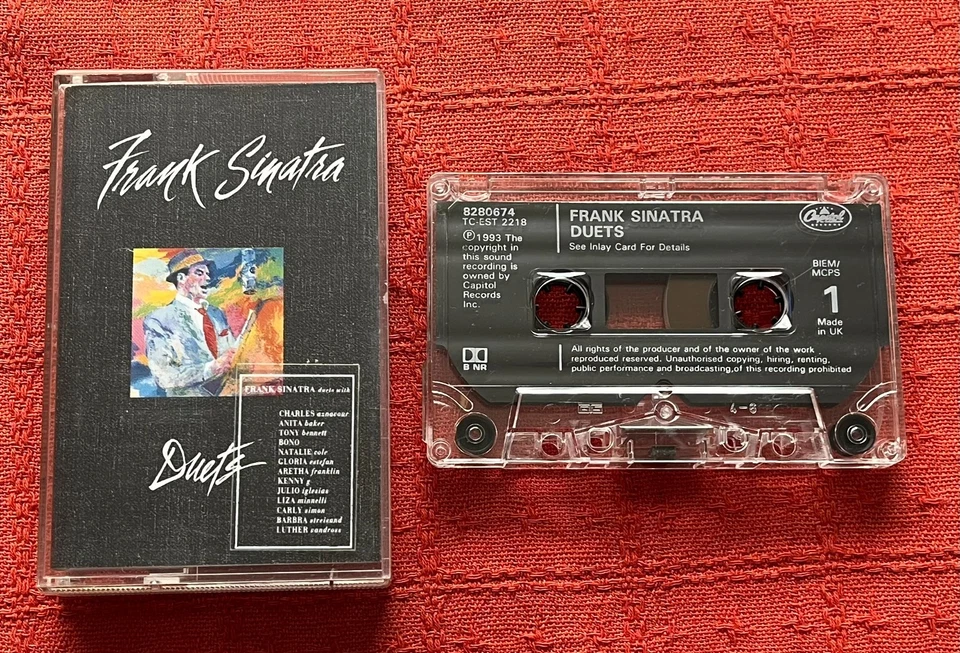 Frank Sinatra
FRANK SINATRA duets with
CHARLES aznavour
ANITA baker
TONY bennett
BONO
NATALIE cole
GLORIA estefan
ARETHA franklin
KENNY g
JULIO iglesias
LIZA minnelli
CARLY simon
BARBRA streisand
LUTHER vandross
Duets
8280674
TC-EST 2218
Ⓟ1993 The
copyright in
this sound
recording is
owned by
Capitol
Records
Inc.
FRANK SINATRA
DUETS
See Inlay Card For Details
Capitol
RECORDS
BIEM/
MCPS
1
Made
in UK
B NR
All rights of the producer and of the owner of the work
reproduced reserved. Unauthorised copying, hiring, renting,
public performance and broadcasting,of this recording prohibited